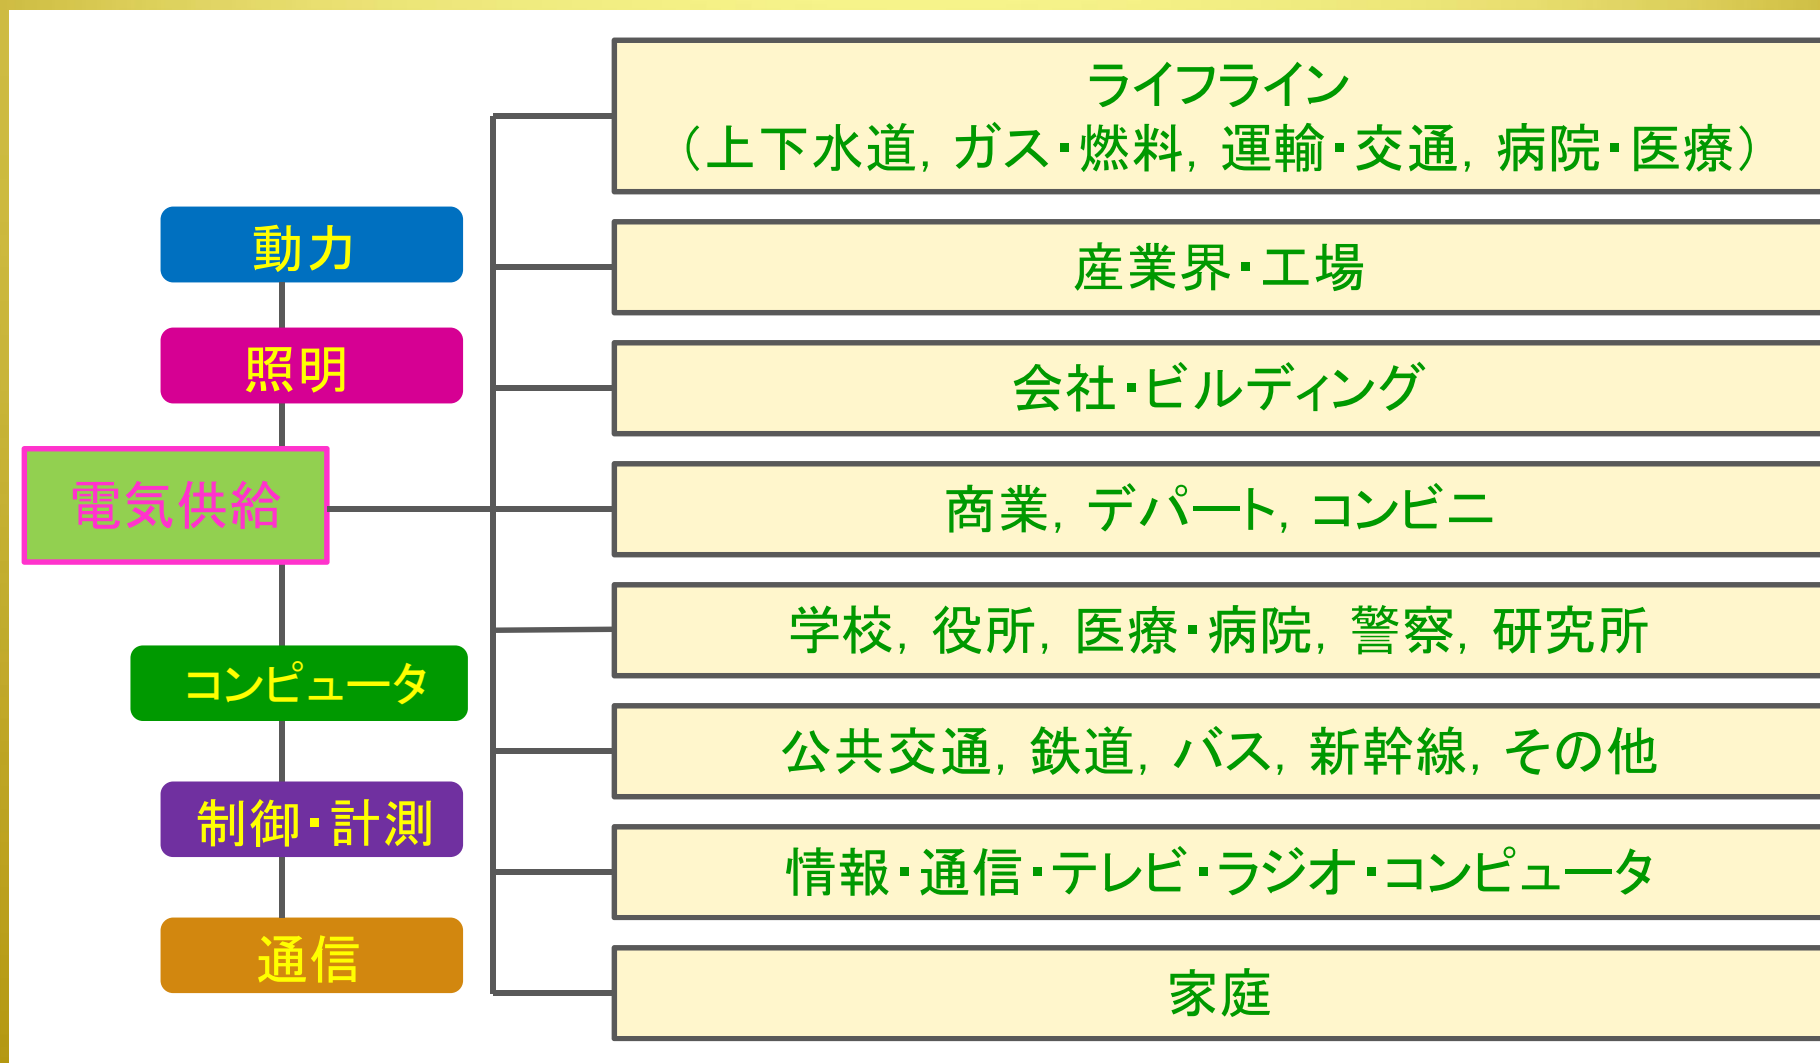 動力
照明
電気供給
コンピュータ
制御・計測
通信
ライフライン
（上下水道，ガス・燃料，運輸・交通，病院・医療）
産業界・工場
会社・ビルディング
商業，デパート，コンビニ
学校，役所，医療・病院，警察，研究所
公共交通，鉄道，バス，新幹線，その他
情報・通信・テレビ・ラジオ・コンピュータ
家庭